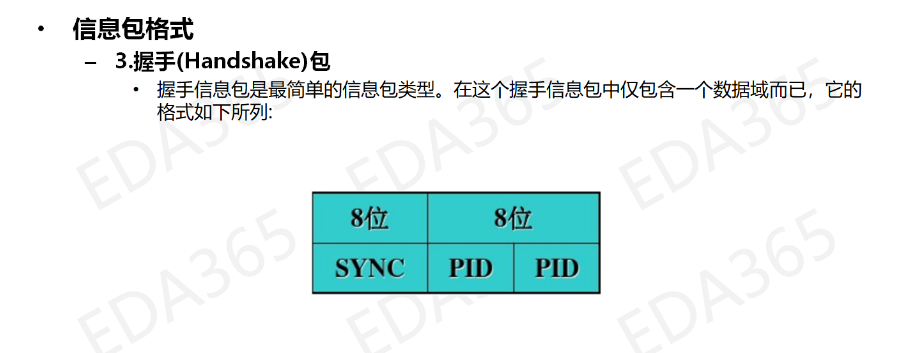 • 信息包格式
– 3.握手(Handshake)包
• 握手信息包是最简单的信息包类型。在这个握手信息包中仅包含一个数据域而已，它的
格式如下所列:
8位 8位
SYNC PID PID
EDA365 EDA365 EDA365
EDA365 EDA365 EDA365